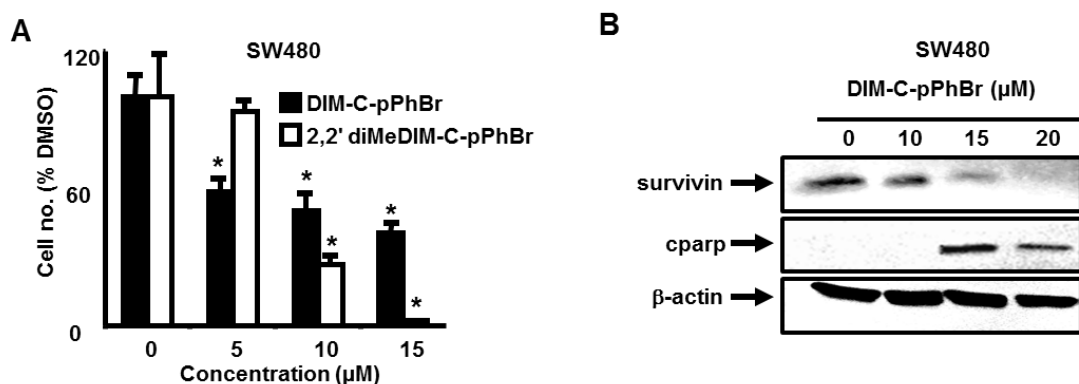 A
SW480
120
60
0
Cell no. (% DMSO)
DIM-C-pPhBr
2,2' diMeDIM-C-pPhBr
* * * * *
0 5 10 15
Concentration (µM)
B
SW480
DIM-C-pPhBr (µM)
0 10 15 20
survivin
cparp
β-actin